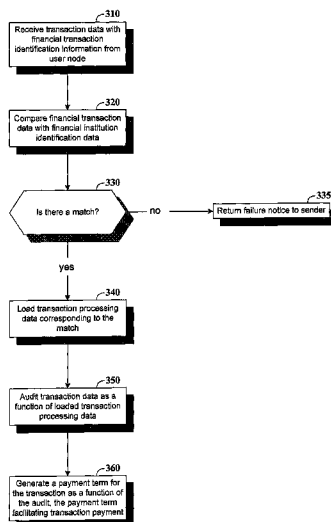 310
Receive transaction data with
financial transaction
identification information from
user node
320
Compare financial transaction
data with financial institution
identification data
330
Is there a match?
no
335
Return failure notice to sender
yes
340
Load transaction processing
data corresponding to the
match
350
Audit transaction data as a
function of loaded transaction
processing data
360
Generate a payment term for
the transaction as a function of
the audit, the payment term
facilitating transaction payment